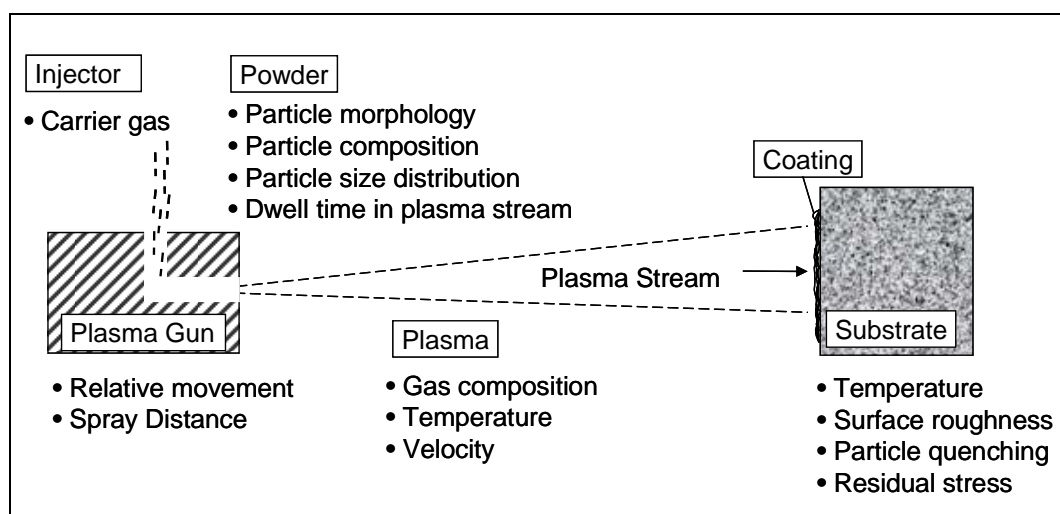 Injector
• Carrier gas
Powder
• Particle morphology
• Particle composition
• Particle size distribution
• Dwell time in plasma stream
Coating
Plasma Stream
Plasma Gun
• Relative movement
• Spray Distance
Plasma
• Gas composition
• Temperature
• Velocity
Substrate
• Temperature
• Surface roughness
• Particle quenching
• Residual stress